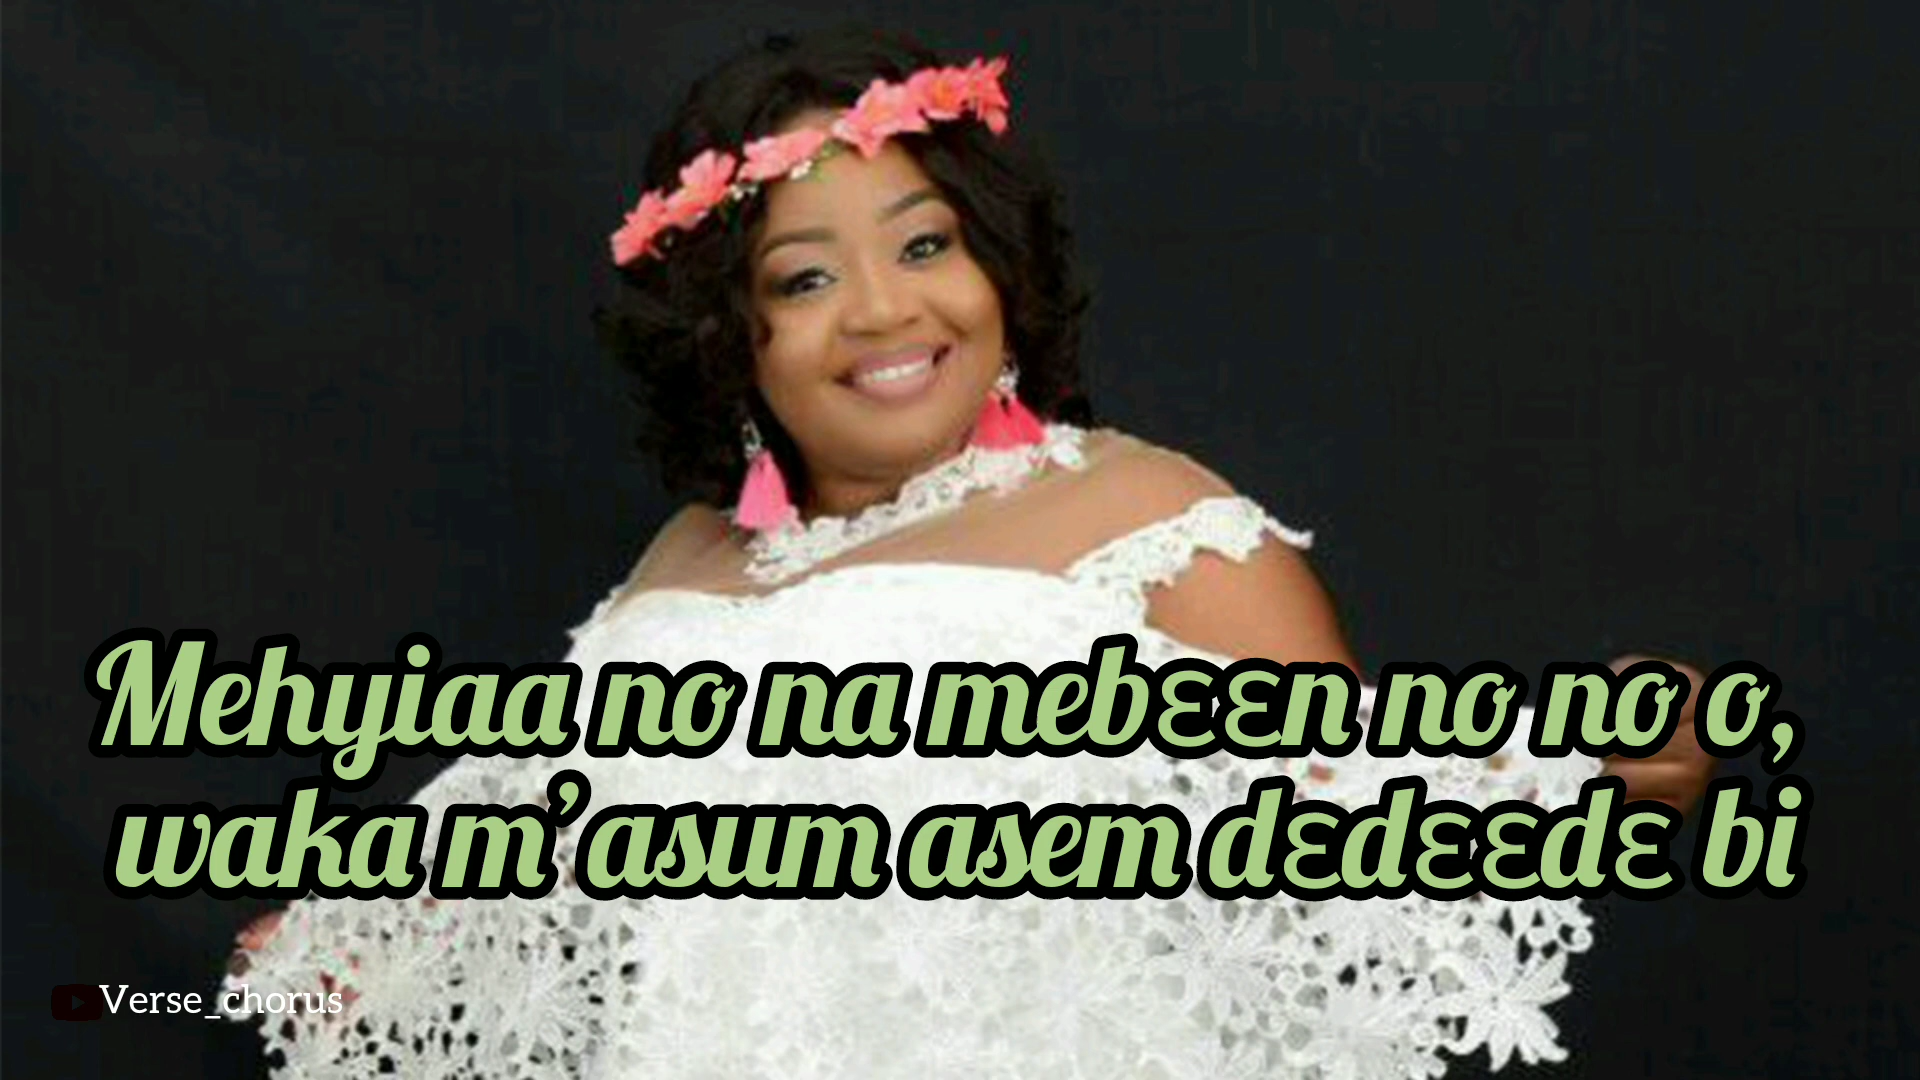 Mehyiaa no na mebɛɛn no no o,
waka m'asum asem dɛdɛɛdɛ bi
Verse_chorus